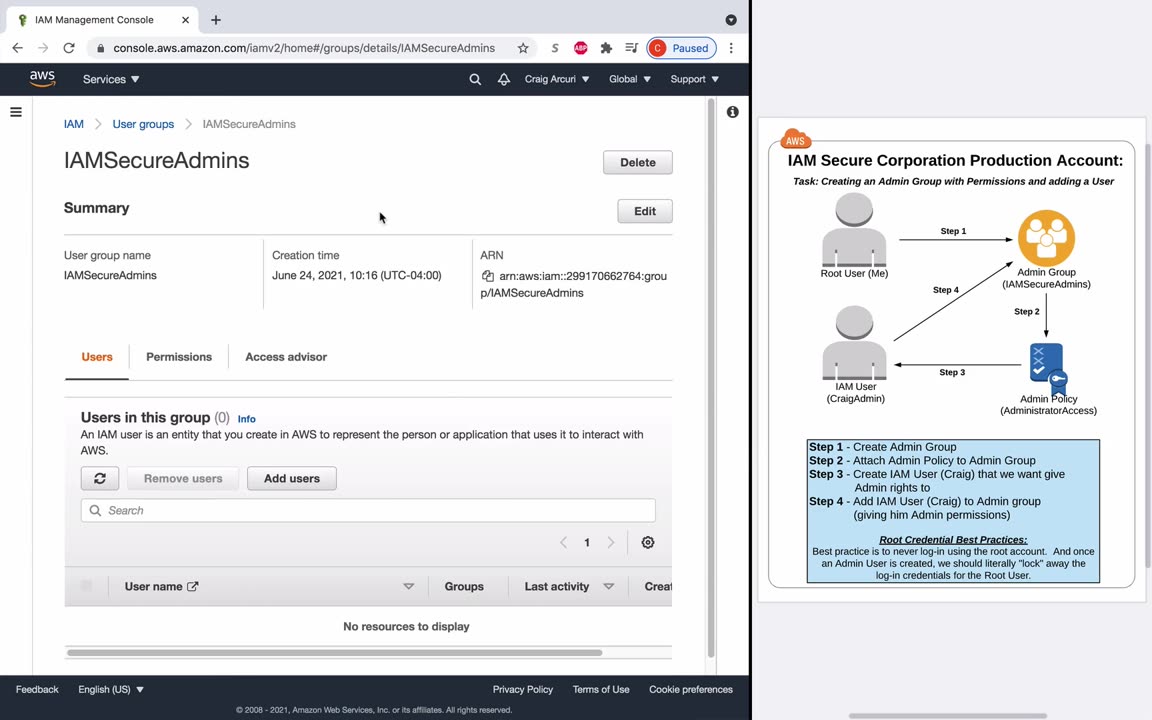 IAM Management Console
console.aws.amazon.com/iamv2/home#/groups/details/IAMSecureAdmins
S
ABP
C Paused
aws
Services
Craig Arcuri
Global
Support
IAM > User groups > IAMSecureAdmins
IAMSecureAdmins
Delete
Summary
Edit
User group name
IAMSecureAdmins
Creation time
June 24, 2021, 10:16 (UTC-04:00)
ARN
arn:aws:iam::299170662764:grou
p/IAMSecureAdmins
Users
Permissions
Access advisor
Users in this group (0) Info
An IAM user is an entity that you create in AWS to represent the person or application that uses it to interact with
AWS.
Remove users
Add users
Search
1
User name
Groups
Last activity
Creat
No resources to display
Feedback
English (US)
Privacy Policy
Terms of Use
Cookie preferences
© 2008 - 2021, Amazon Web Services, Inc. or its affiliates. All rights reserved.
AWS
IAM Secure Corporation Production Account:
Task: Creating an Admin Group with Permissions and adding a User
Step 1
Root User (Me)
Admin Group
(IAMSecureAdmins)
Step 4
Step 2
Step 3
IAM User
(CraigAdmin)
Admin Policy
(AdministratorAccess)
Step 1 - Create Admin Group
Step 2 - Attach Admin Policy to Admin Group
Step 3 - Create IAM User (Craig) that we want give
Admin rights to
Step 4 - Add IAM User (Craig) to Admin group
(giving him Admin permissions)
Root Credential Best Practices:
Best practice is to never log-in using the root account. And once
an Admin User is created, we should literally "lock" away the
log-in credentials for the Root User.